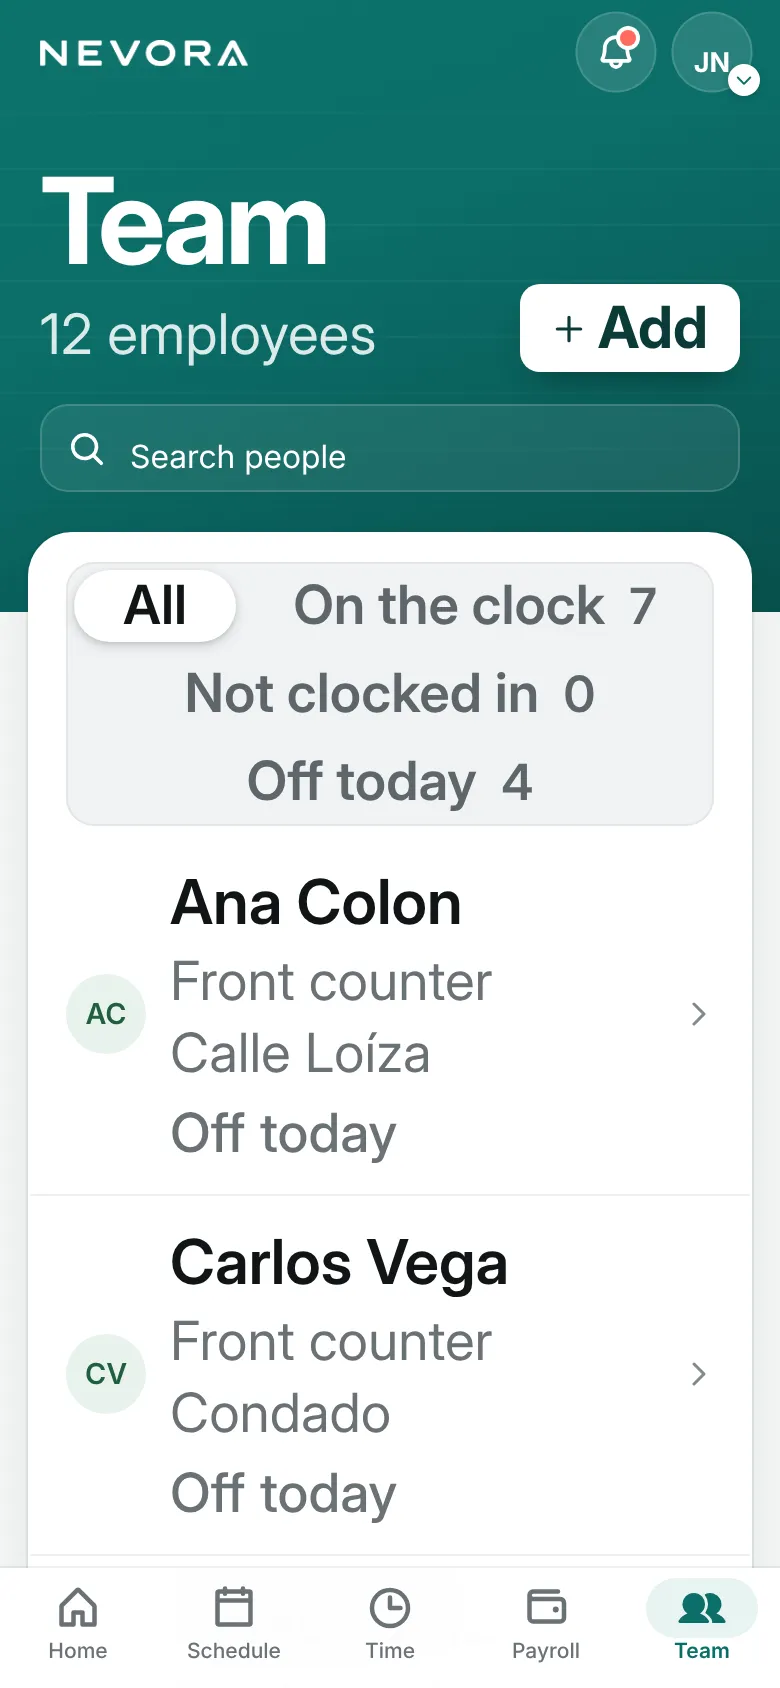 NEVORA
JN
Team
12 employees
+ Add
Search people
All
On the clock 7
Not clocked in 0
Off today 4
Ana Colon
AC
Front counter
Calle Loíza
Off today
Carlos Vega
CV
Front counter
Condado
Off today
Home
Schedule
Time
Payroll
Team